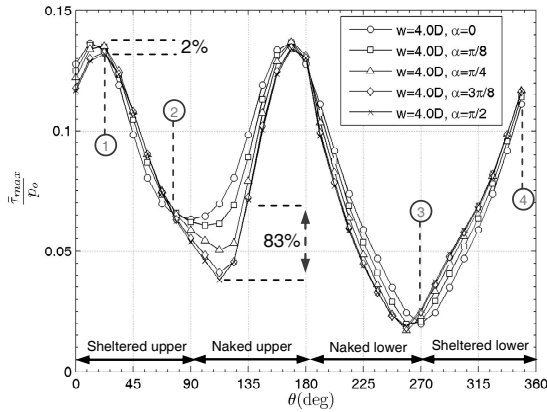 0.15
w=4.0D, α=0
w=4.0D, α=π/8
w=4.0D, α=π/4
w=4.0D, α=3π/8
w=4.0D, α=π/2
2%
2
1
0.1
τ̄max
po
3
4
83%
0.05
Sheltered upper
Naked upper
Naked lower
Sheltered lower
0
0 45 90 135 180 225 270 315 360
θ(deg)